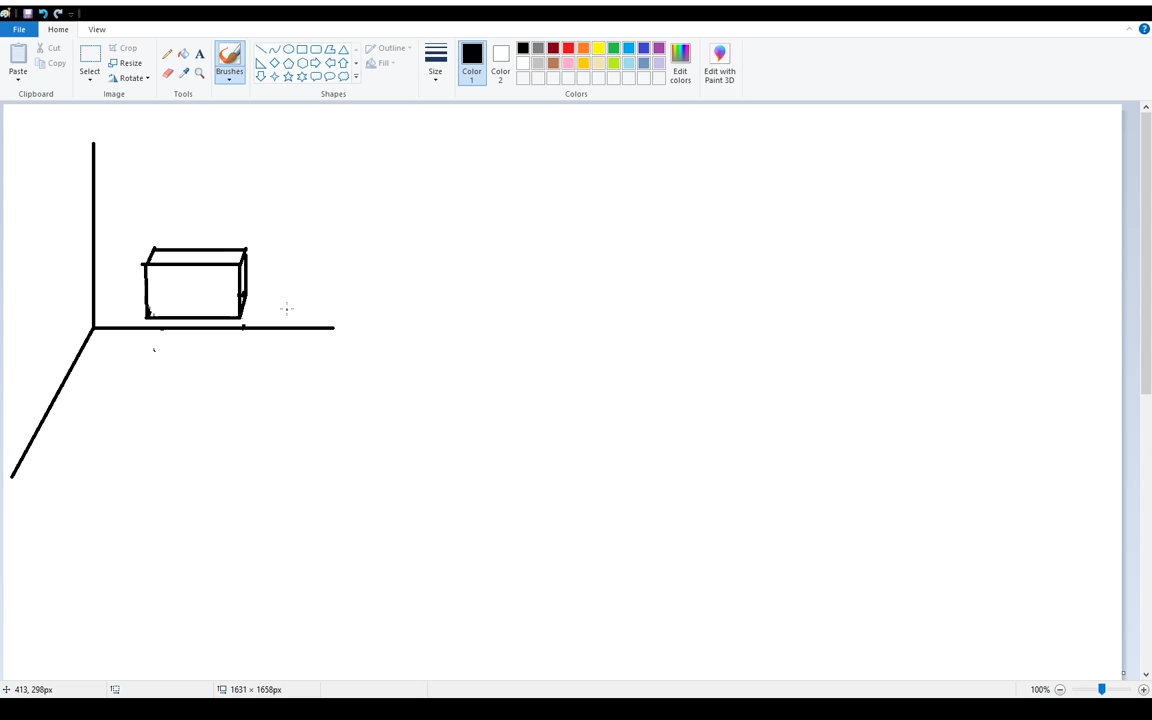 File Home View
Paste Cut Copy Clipboard
Select Crop Resize Rotate Image
A Tools
Brushes
Shapes Outline Fill
Size
Color 1 Color 2 Edit colors Colors
Edit with Paint 3D
413, 298px 1631 × 1658px 100%